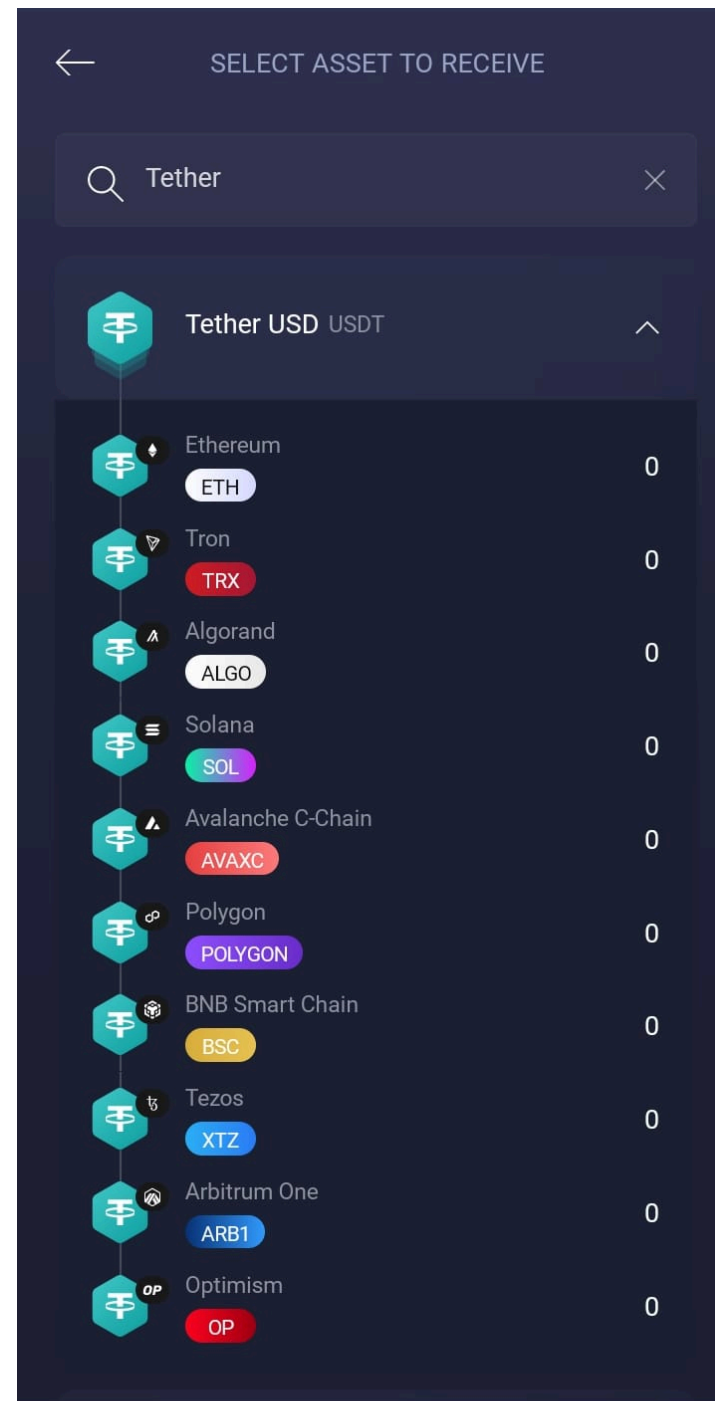 SELECT ASSET TO RECEIVE
Tether
Tether USD USDT
Ethereum
0
ETH
Tron
0
TRX
Algorand
0
ALGO
Solana
0
SOL
Avalanche C-Chain
0
AVAXC
Polygon
0
POLYGON
BNB Smart Chain
0
BSC
Tezos
0
XTZ
Arbitrum One
0
ARB1
OP
Optimism
0
OP